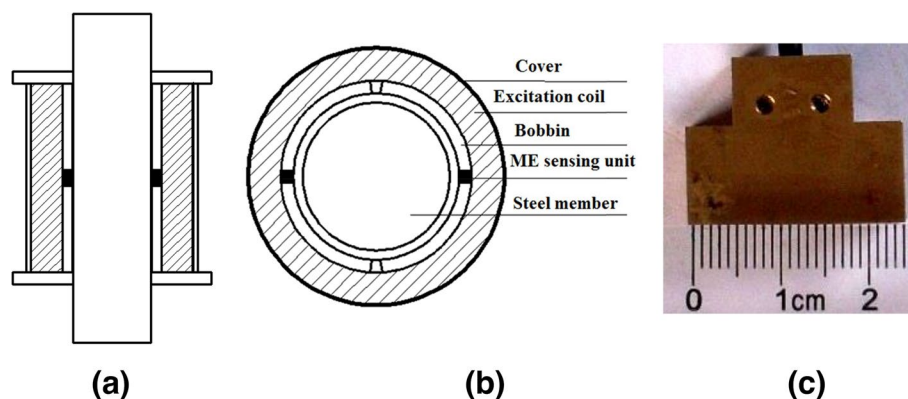 Cover
Excitation coil
Bobbin
ME sensing unit
Steel member
0 1cm 2
(a) (b) (c)